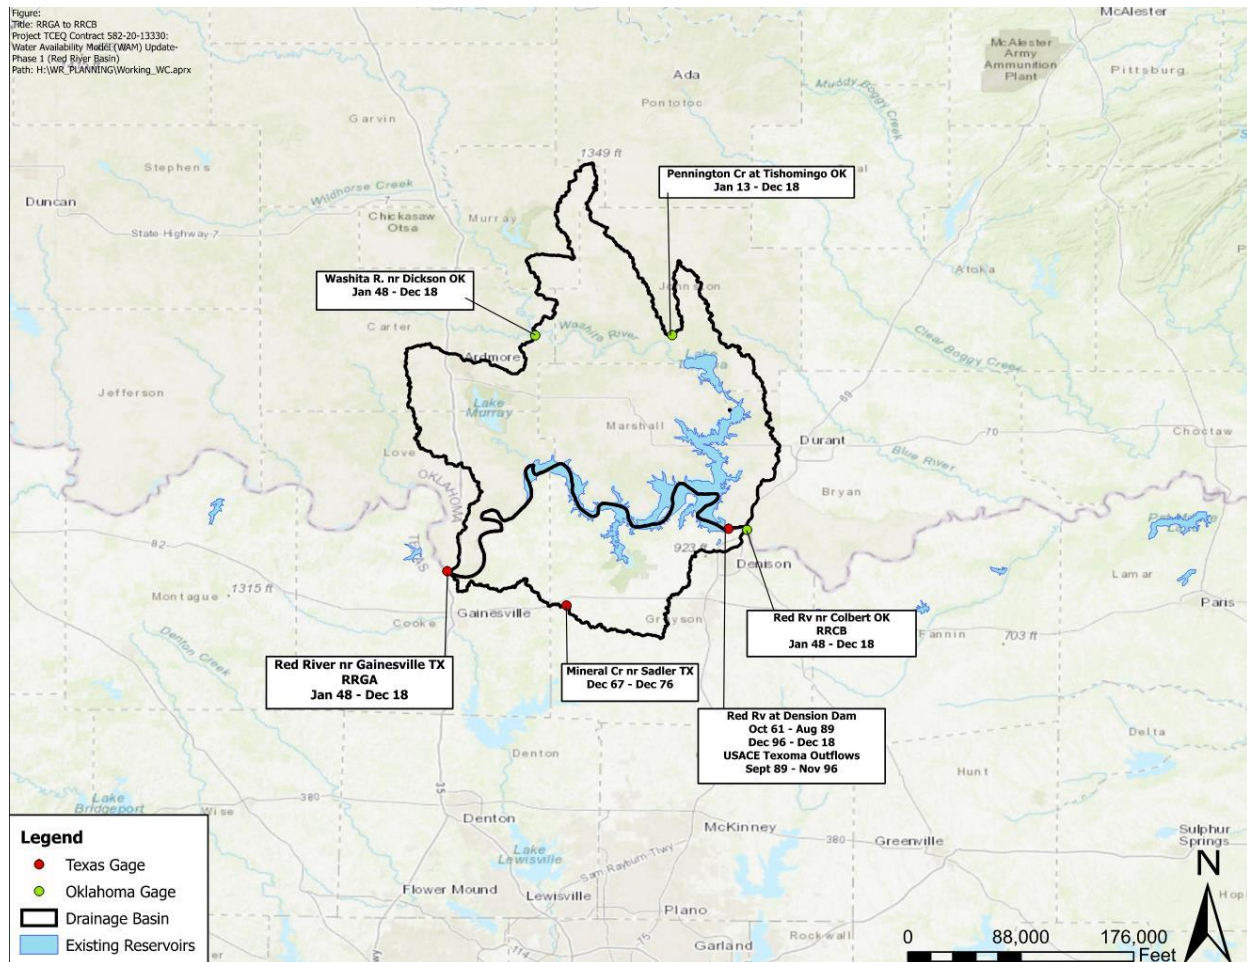 Figure:
Title: RRGA to RRCB
Project TCEQ Contract 582-20-13330:
Water Availability Model (WAM) Update-
Phase 1 (Red River Basin)
Path: H:\WR_PLANNING\Working_WC.aprx
McAlester
McAlester
Army
Ammunition
Plant
Pittsburg
Ada
Pontotoc
Muddy Boggy Creek
Garvin
Stephens
1349 ft
Wildhorse Creek
7
Duncan
Chickasaw
Otsa
Murray
State Highway 7
Pennington Cr at Tishomingo OK
Jan 13 - Dec 18
Atoka
Washita R. nr Dickson OK
Jan 48 - Dec 18
Johnston
Carter
Washita River
Ardmore
Clear Boggy Creek
Lake
Jefferson
Lake
Murray
69
Marshall
Durant
70
Choctaw
Love
Blue River
OKLAHOMA
Bryan
TEXAS
82
923 ft
Denison
1315 ft
Montague
Lamar
Paris
Gainesville
Cooke
Grayson
Fannin
703 ft
Denton Creek
Red Rv nr Colbert OK
RRCB
Jan 48 - Dec 18
Red River nr Gainesville TX
RRGA
Jan 48 - Dec 18
Mineral Cr nr Sadler TX
Dec 67 - Dec 76
Red Rv at Dension Dam
Oct 61 - Aug 89
Dec 96 - Dec 18
USACE Texoma Outflows
Sept 89 - Nov 96
Delta
Denton
Hunt
Lake
Bridgeport
Wise
380
35
Denton
McKinney
380
Greenville
Sulphur
Springs
Lake
Lewisville
Sam Rayburn Tlwy
Flower Mound
Lewisville
Plano
Rockwall
Garland
114
75
Legend
Texas Gage
Oklahoma Gage
Drainage Basin
Existing Reservoirs
N
0 88,000 176,000
Feet